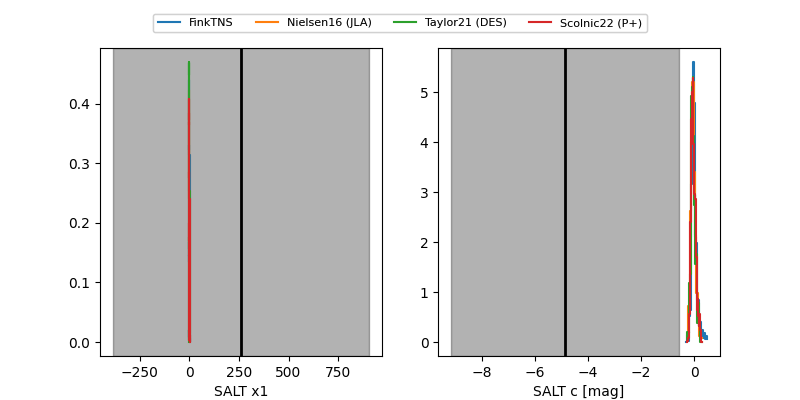 FinkTNS Nielsen16 (JLA) Taylor21 (DES) Scolnic22 (P+)
0.4
0.3
0.2
0.1
0.0
−250 0 250 500 750
SALT x1
5
4
3
2
1
0
−8 −6 −4 −2 0
SALT c [mag]